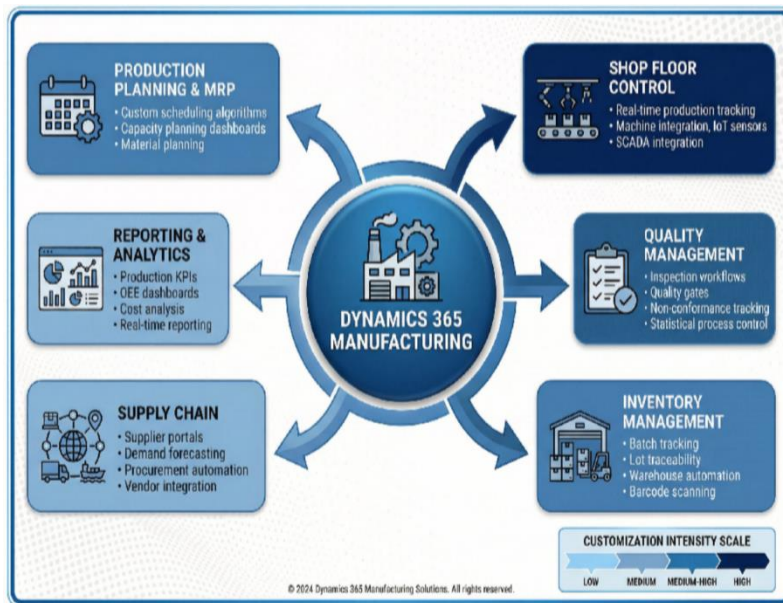 PRODUCTION
PLANNING & MRP
• Custom scheduling algorithms
• Capacity planning dashboards
• Material planning
SHOP FLOOR
CONTROL
• Real-time production tracking
• Machine integration, IoT sensors
• SCADA integration
REPORTING &
ANALYTICS
• Production KPIs
• OEE dashboards
• Cost analysis
• Real-time reporting
DYNAMICS 365
MANUFACTURING
QUALITY
MANAGEMENT
• Inspection workflows
• Quality gates
• Non-conformance tracking
• Statistical process control
SUPPLY CHAIN
• Supplier portals
• Demand forecasting
• Procurement automation
• Vendor integration
INVENTORY
MANAGEMENT
• Batch tracking
• Lot traceability
• Warehouse automation
• Barcode scanning
CUSTOMIZATION INTENSITY SCALE
LOW
MEDIUM
MEDIUM-HIGH
HIGH
© 2024 Dynamics 365 Manufacturing Solutions. All rights reserved.